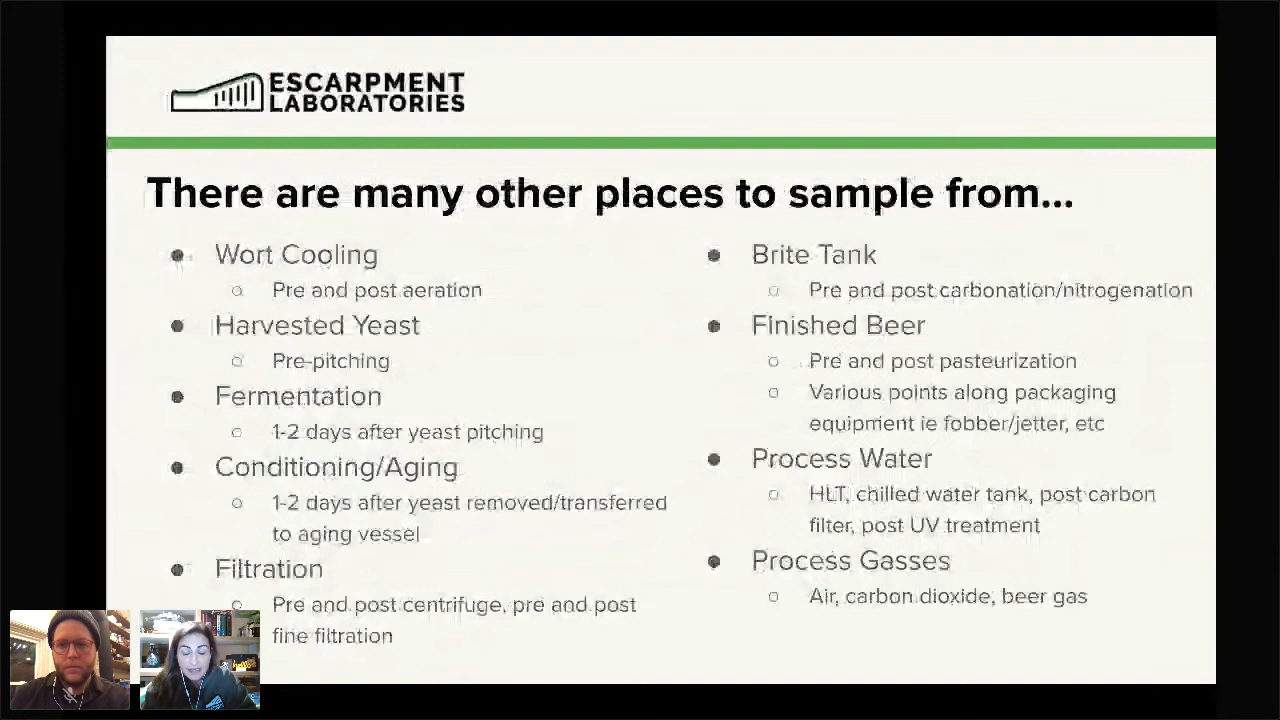 ESCARPMENT
LABORATORIES
There are many other places to sample from...
Wort Cooling
Pre and post aeration
Harvested Yeast
Pre-pitching
Fermentation
1-2 days after yeast pitching
Conditioning/Aging
1-2 days after yeast removed/transferred
to aging vessel
Filtration
Pre and post centrifuge, pre and post
fine filtration
Brite Tank
Pre and post carbonation/nitrogenation
Finished Beer
Pre and post pasteurization
Various points along packaging
equipment ie fobber/jetter, etc
Process Water
HLT, chilled water tank, post carbon
filter, post UV treatment
Process Gasses
Air, carbon dioxide, beer gas